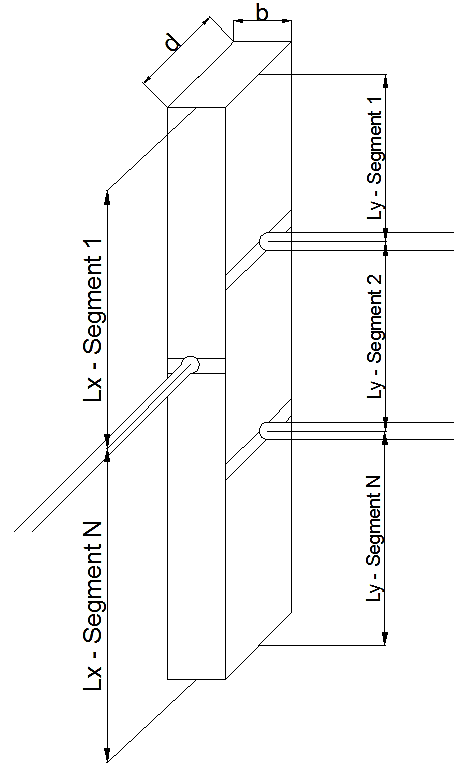 d
b
Lx - Segment 1
Lx - Segment N
Ly - Segment 1
Ly - Segment 2
Ly - Segment N